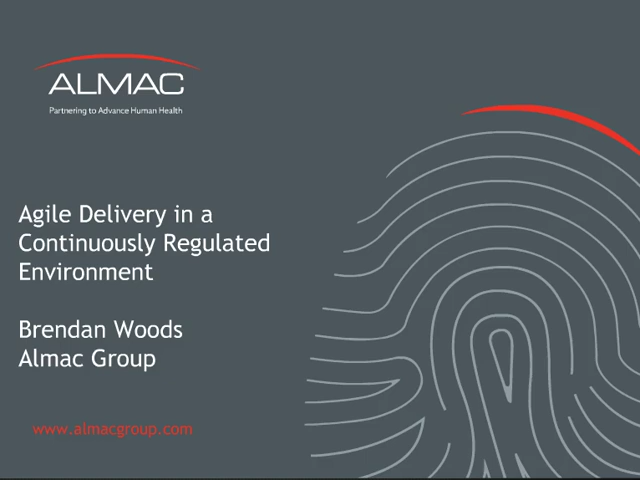 ALMAC
Partnering to Advance Human Health
Agile Delivery in a
Continuously Regulated
Environment
Brendan Woods
Almac Group
www.almacgroup.com